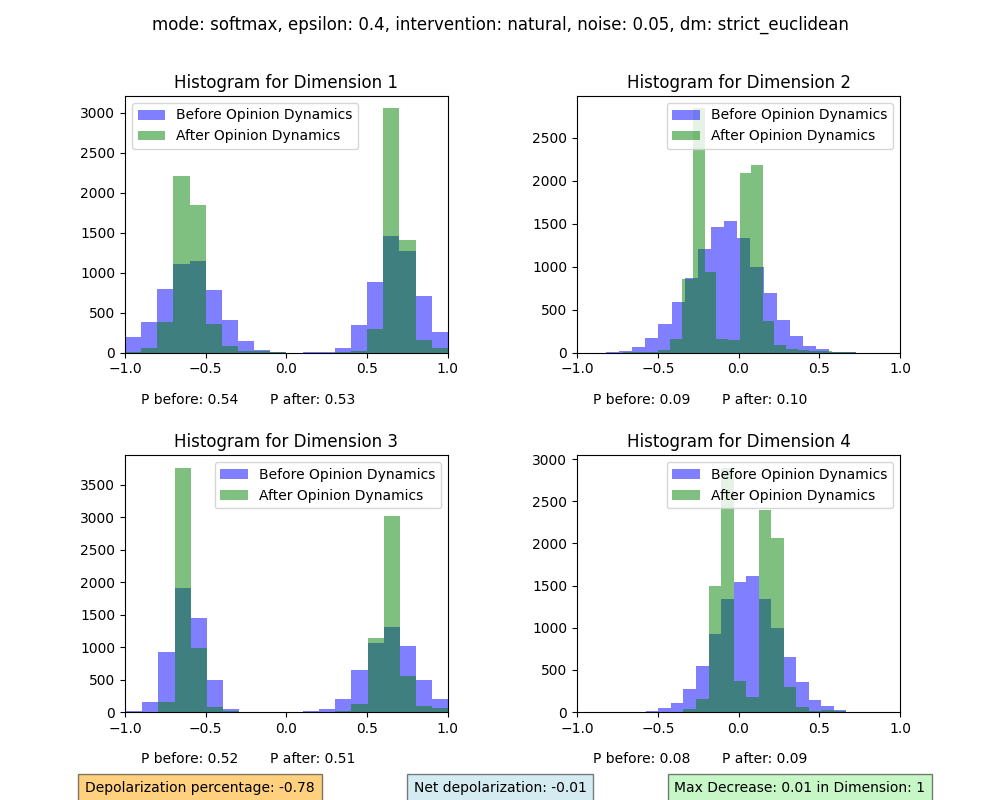 mode: softmax, epsilon: 0.4, intervention: natural, noise: 0.05, dm: strict_euclidean
Histogram for Dimension 1
Before Opinion Dynamics
After Opinion Dynamics
3000
2500
2000
1500
1000
500
0
−1.0 −0.5 0.0 0.5 1.0
P before: 0.54 P after: 0.53
Histogram for Dimension 2
Before Opinion Dynamics
After Opinion Dynamics
2500
2000
1500
1000
500
0
−1.0 −0.5 0.0 0.5 1.0
P before: 0.09 P after: 0.10
Histogram for Dimension 3
Before Opinion Dynamics
After Opinion Dynamics
3500
3000
2500
2000
1500
1000
500
0
−1.0 −0.5 0.0 0.5 1.0
P before: 0.52 P after: 0.51
Histogram for Dimension 4
Before Opinion Dynamics
After Opinion Dynamics
3000
2500
2000
1500
1000
500
0
−1.0 −0.5 0.0 0.5 1.0
P before: 0.08 P after: 0.09
Depolarization percentage: -0.78
Net depolarization: -0.01
Max Decrease: 0.01 in Dimension: 1